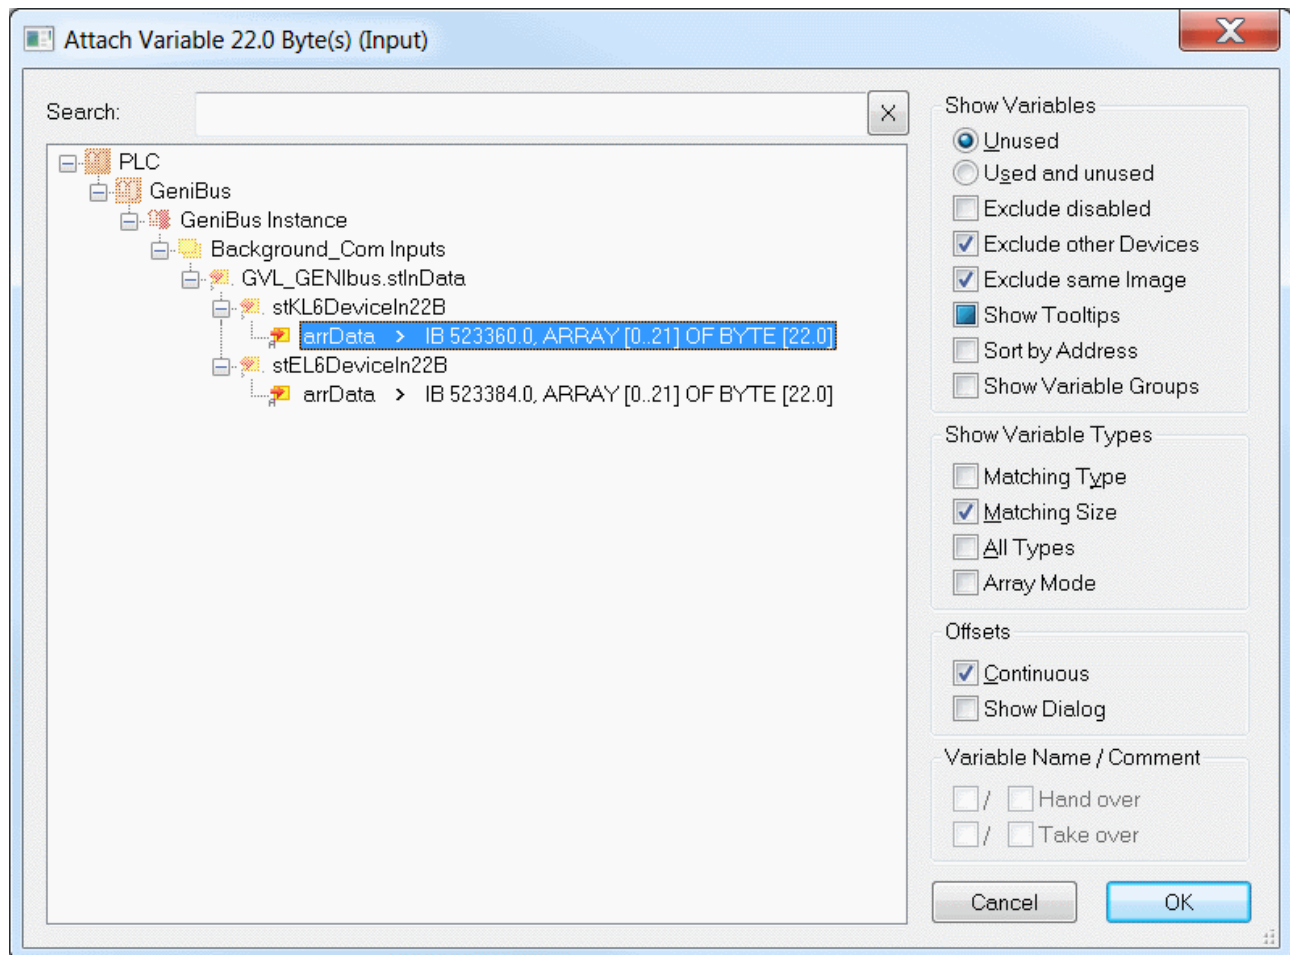 Attach Variable 22.0 Byte(s) (Input)
X
Search:
X
PLC
GeniBus
GeniBus Instance
Background_Com Inputs
GVL_GENIbus.stInData
stKL6DeviceIn22B
arrData > IB 523360.0, ARRAY [0..21] OF BYTE [22.0]
stEL6DeviceIn22B
arrData > IB 523384.0, ARRAY [0..21] OF BYTE [22.0]
Show Variables
Unused
Used and unused
Exclude disabled
Exclude other Devices
Exclude same Image
Show Tooltips
Sort by Address
Show Variable Groups
Show Variable Types
Matching Type
Matching Size
All Types
Array Mode
Offsets
Continuous
Show Dialog
Variable Name / Comment
/ Hand over
/ Take over
Cancel
OK